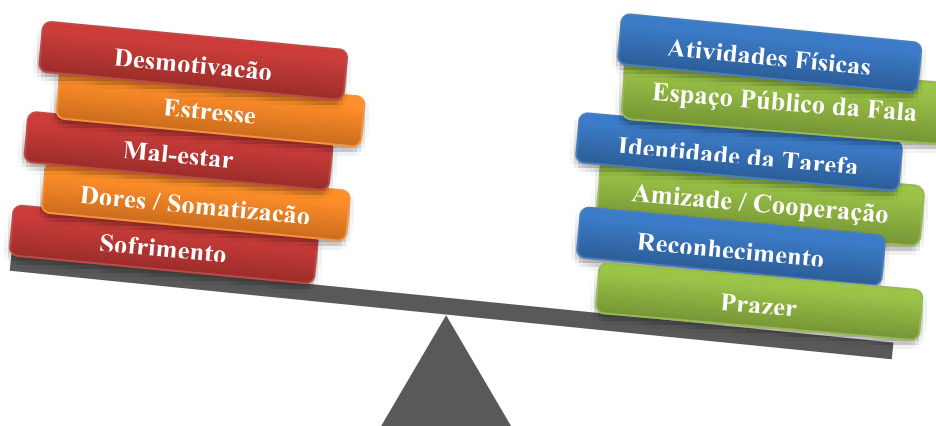 Desmotivação
Estresse
Mal-estar
Dores / Somatização
Sofrimento
Atividades Físicas
Espaço Público da Fala
Identidade da Tarefa
Amizade / Cooperação
Reconhecimento
Prazer